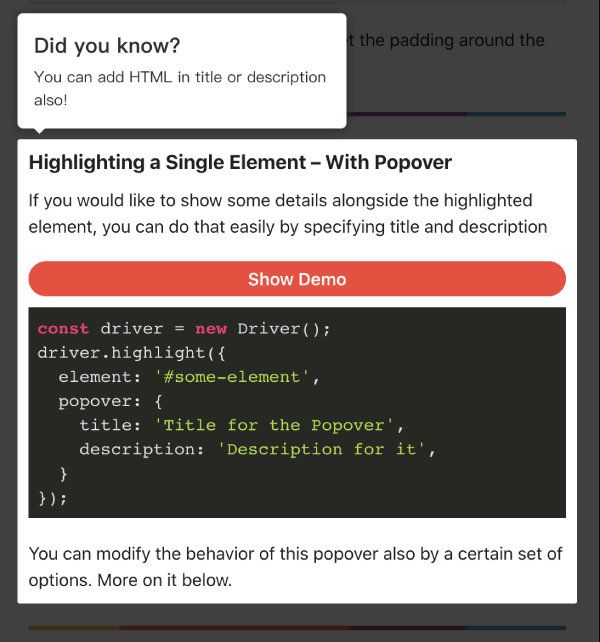 Did you know?
You can add HTML in title or description
also!
the padding around the
Highlighting a Single Element – With Popover
If you would like to show some details alongside the highlighted
element, you can do that easily by specifying title and description
Show Demo
const driver = new Driver();
driver.highlight({
  element: '#some-element',
  popover: {
    title: 'Title for the Popover',
    description: 'Description for it',
  }
});
You can modify the behavior of this popover also by a certain set of
options. More on it below.